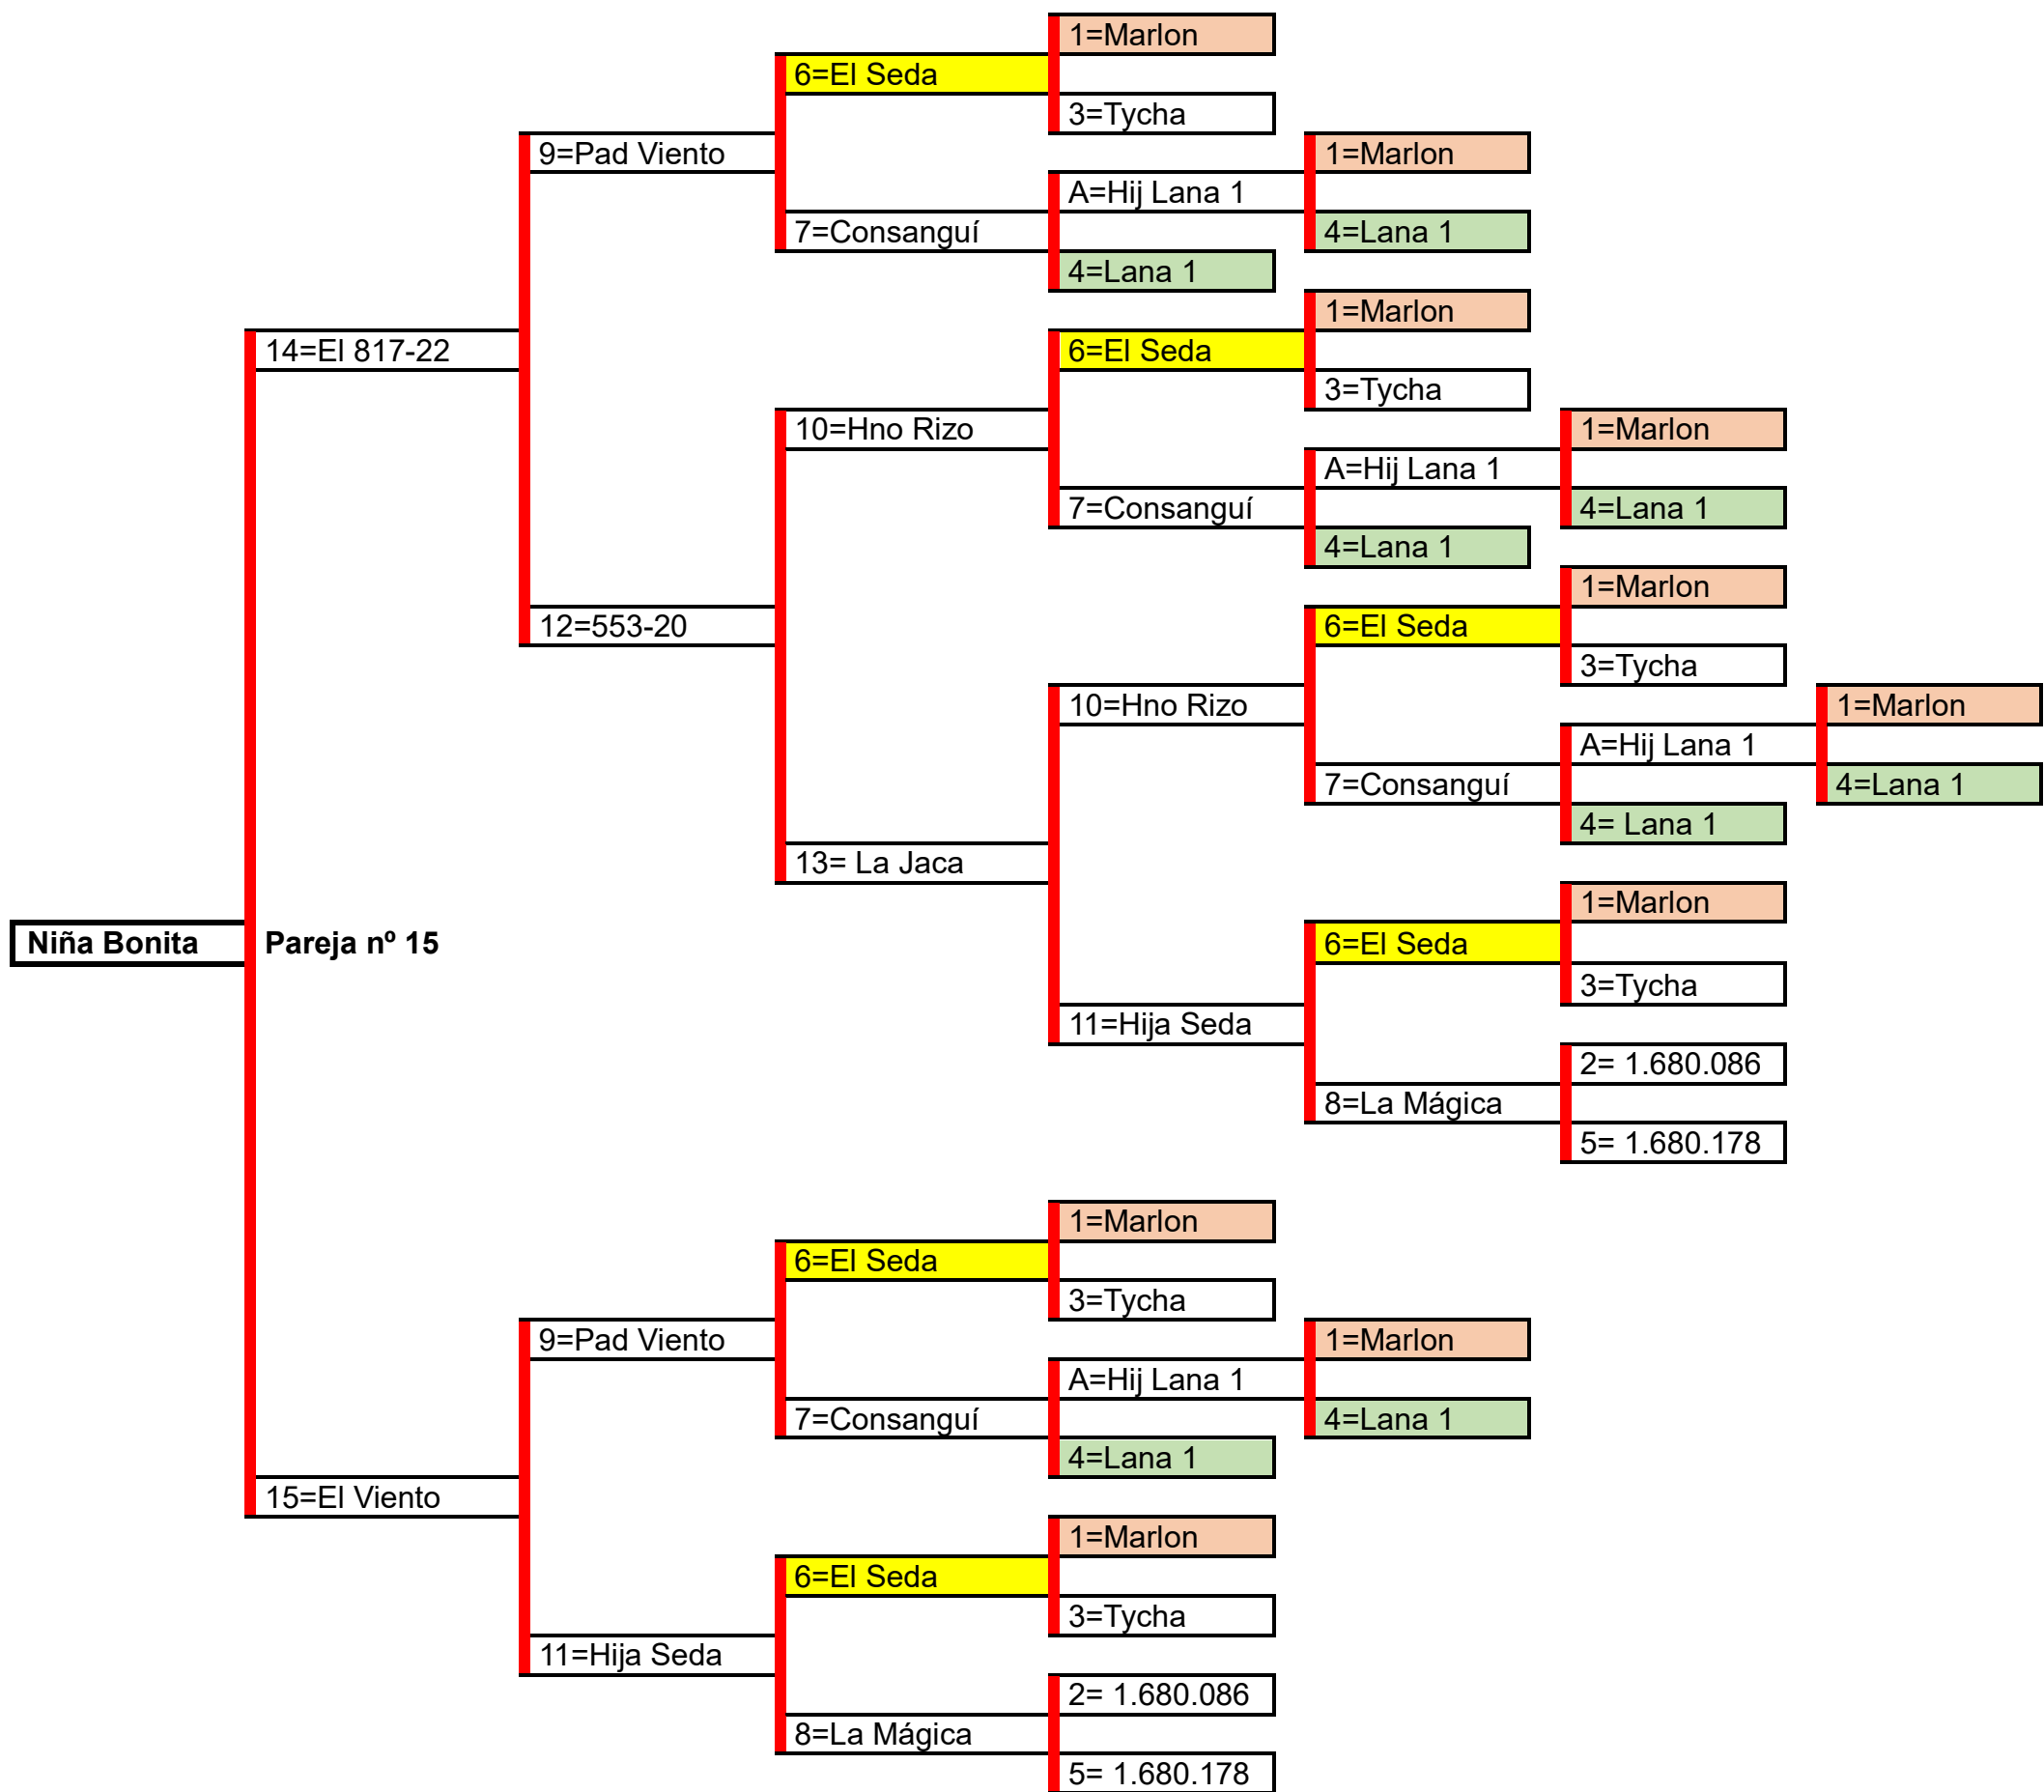 1=Marlon
6=El Seda
3=Tycha
9=Pad Viento
1=Marlon
A=Hij Lana 1
7=Consanguí
4=Lana 1
4=Lana 1
1=Marlon
14=El 817-22
6=El Seda
3=Tycha
10=Hno Rizo
1=Marlon
A=Hij Lana 1
7=Consanguí
4=Lana 1
4=Lana 1
1=Marlon
12=553-20
6=El Seda
3=Tycha
10=Hno Rizo
1=Marlon
A=Hij Lana 1
7=Consanguí
4=Lana 1
4= Lana 1
13= La Jaca
1=Marlon
Niña Bonita Pareja nº 15
6=El Seda
3=Tycha
11=Hija Seda
2= 1.680.086
8=La Mágica
5= 1.680.178
1=Marlon
6=El Seda
3=Tycha
9=Pad Viento
1=Marlon
A=Hij Lana 1
7=Consanguí
4=Lana 1
4=Lana 1
15=El Viento
1=Marlon
6=El Seda
3=Tycha
11=Hija Seda
2= 1.680.086
8=La Mágica
5= 1.680.178